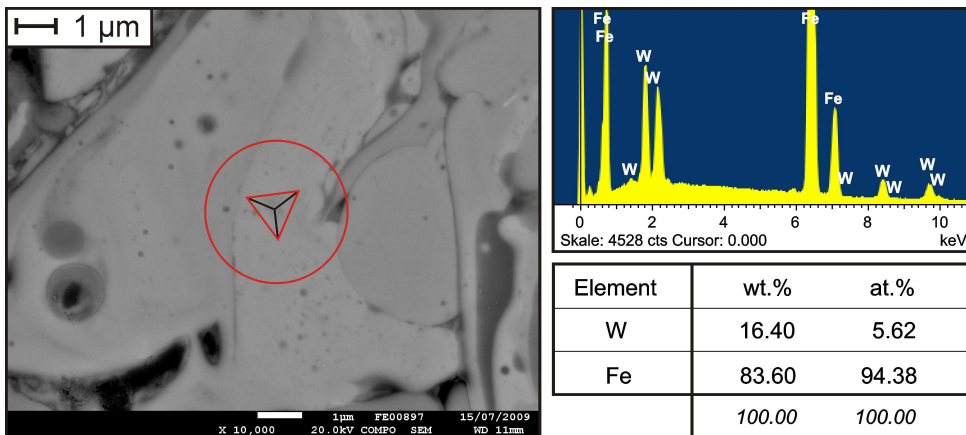 1 µm
1µm FE00897 15/07/2009
X 10,000 20.0kV COMPO SEM WD 11mm
Fe
Fe
W
W
W
Fe
Fe
W
W
W
W
W
0 2 4 6 8 10
Skale: 4528 cts Cursor: 0.000 keV
Element wt.% at.%
W 16.40 5.62
Fe 83.60 94.38
100.00 100.00